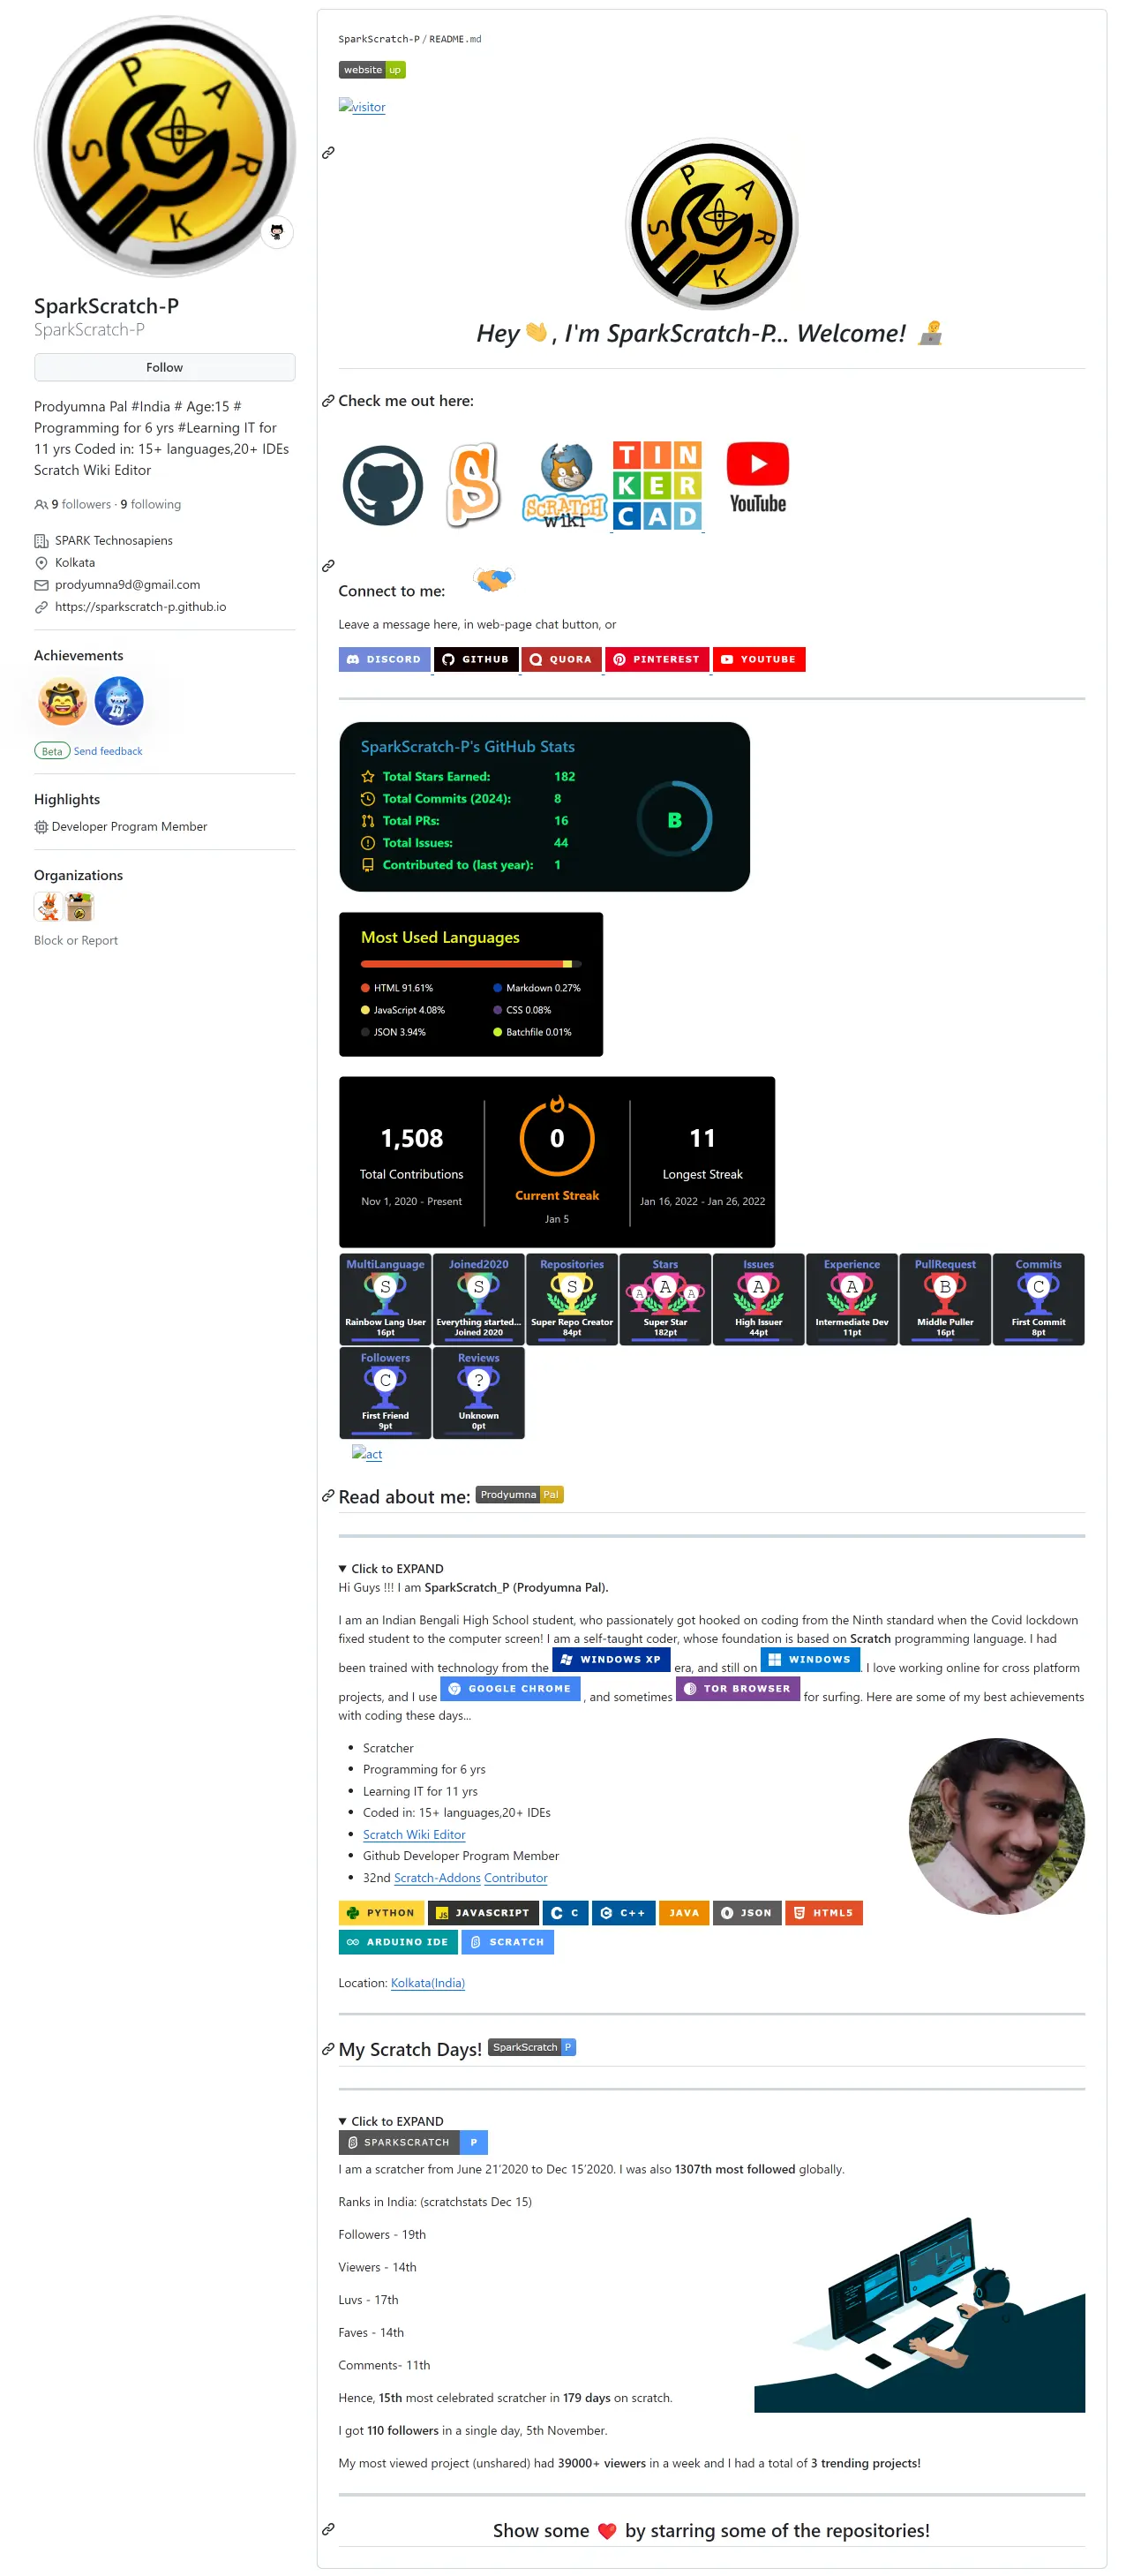 S P A R K
SparkScratch-P
SparkScratch-P
Follow
Prodyumna Pal #India # Age:15 #
Programming for 6 yrs #Learning IT for
11 yrs Coded in: 15+ languages,20+ IDEs
Scratch Wiki Editor
9 followers · 9 following
SPARK Technosapiens
Kolkata
prodyumna9d@gmail.com
https://sparkscratch-p.github.io
Achievements
Beta Send feedback
Highlights
Developer Program Member
Organizations
Block or Report
SparkScratch-P / README.md
website up
visitor
S P A R K
Hey 👋, I'm SparkScratch-P... Welcome! 👨‍💻
Check me out here:
S
SCRATCH
wiki
TIN
KER
CAD
YouTube
Connect to me:
Leave a message here, in web-page chat button, or
DISCORD GITHUB QUORA PINTEREST YOUTUBE
SparkScratch-P's GitHub Stats
Total Stars Earned: 182
Total Commits (2024): 8
Total PRs: 16
Total Issues: 44
Contributed to (last year): 1
B
Most Used Languages
HTML 91.61% Markdown 0.27%
JavaScript 4.08% CSS 0.08%
JSON 3.94% Batchfile 0.01%
1,508 0 11
Total Contributions Current Streak Longest Streak
Nov 1, 2020 - Present Jan 5 Jan 16, 2022 - Jan 26, 2022
MultiLanguage Joined2020 Repositories Stars Issues Experience PullRequest Commits
S S S A A A A A B C
Rainbow Lang User Everything started... Super Repo Creator Super Star High Issuer Intermediate Dev Middle Puller First Commit
16pt Joined 2020 84pt 182pt 44pt 11pt 16pt 8pt
Followers Reviews
C ?
First Friend Unknown
9pt 0pt
act
Read about me: Prodyumna Pal
▼ Click to EXPAND
Hi Guys !!! I am SparkScratch_P (Prodyumna Pal).
I am an Indian Bengali High School student, who passionately got hooked on coding from the Ninth standard when the Covid lockdown
fixed student to the computer screen! I am a self-taught coder, whose foundation is based on Scratch programming language. I had
been trained with technology from the WINDOWS XP era, and still on WINDOWS. I love working online for cross platform
projects, and I use GOOGLE CHROME , and sometimes TOR BROWSER for surfing. Here are some of my best achievements
with coding these days...
• Scratcher
• Programming for 6 yrs
• Learning IT for 11 yrs
• Coded in: 15+ languages,20+ IDEs
• Scratch Wiki Editor
• Github Developer Program Member
• 32nd Scratch-Addons Contributor
PYTHON JS JAVASCRIPT C C++ JAVA JSON HTML5
ARDUINO IDE SCRATCH
Location: Kolkata(India)
My Scratch Days! SparkScratch P
▼ Click to EXPAND
SPARKSCRATCH P
I am a scratcher from June 21'2020 to Dec 15'2020. I was also 1307th most followed globally.
Ranks in India: (scratchstats Dec 15)
Followers - 19th
Viewers - 14th
Luvs - 17th
Faves - 14th
Comments- 11th
Hence, 15th most celebrated scratcher in 179 days on scratch.
I got 110 followers in a single day, 5th November.
My most viewed project (unshared) had 39000+ viewers in a week and I had a total of 3 trending projects!
Show some ❤️ by starring some of the repositories!